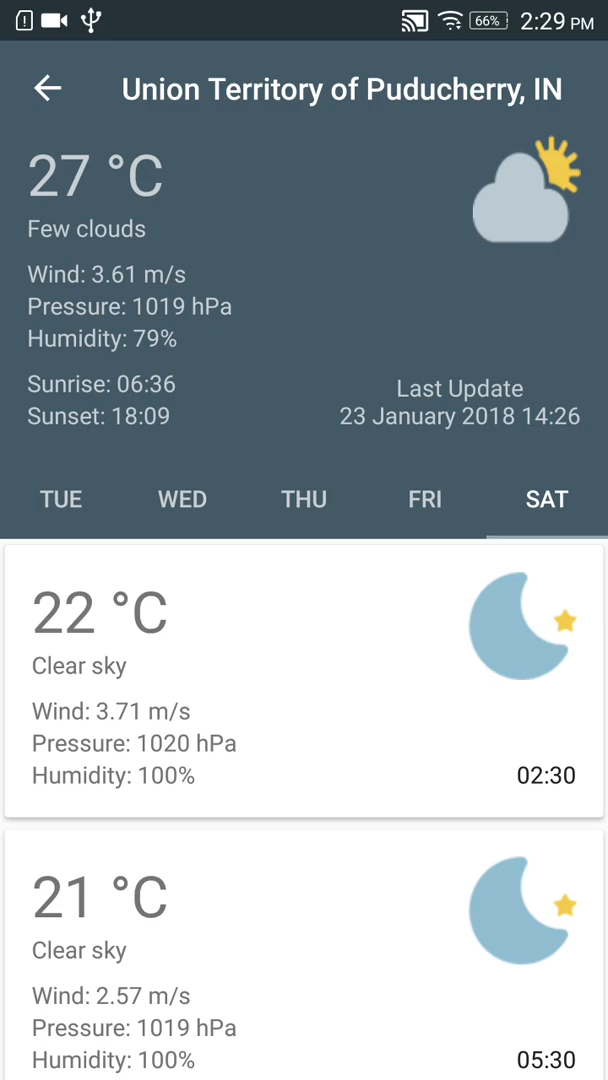 66% 2:29 PM
Union Territory of Puducherry, IN
27 °C
Few clouds
Wind: 3.61 m/s
Pressure: 1019 hPa
Humidity: 79%
Sunrise: 06:36
Sunset: 18:09
Last Update
23 January 2018 14:26
TUE WED THU FRI SAT
22 °C
Clear sky
Wind: 3.71 m/s
Pressure: 1020 hPa
Humidity: 100%
02:30
21 °C
Clear sky
Wind: 2.57 m/s
Pressure: 1019 hPa
Humidity: 100%
05:30